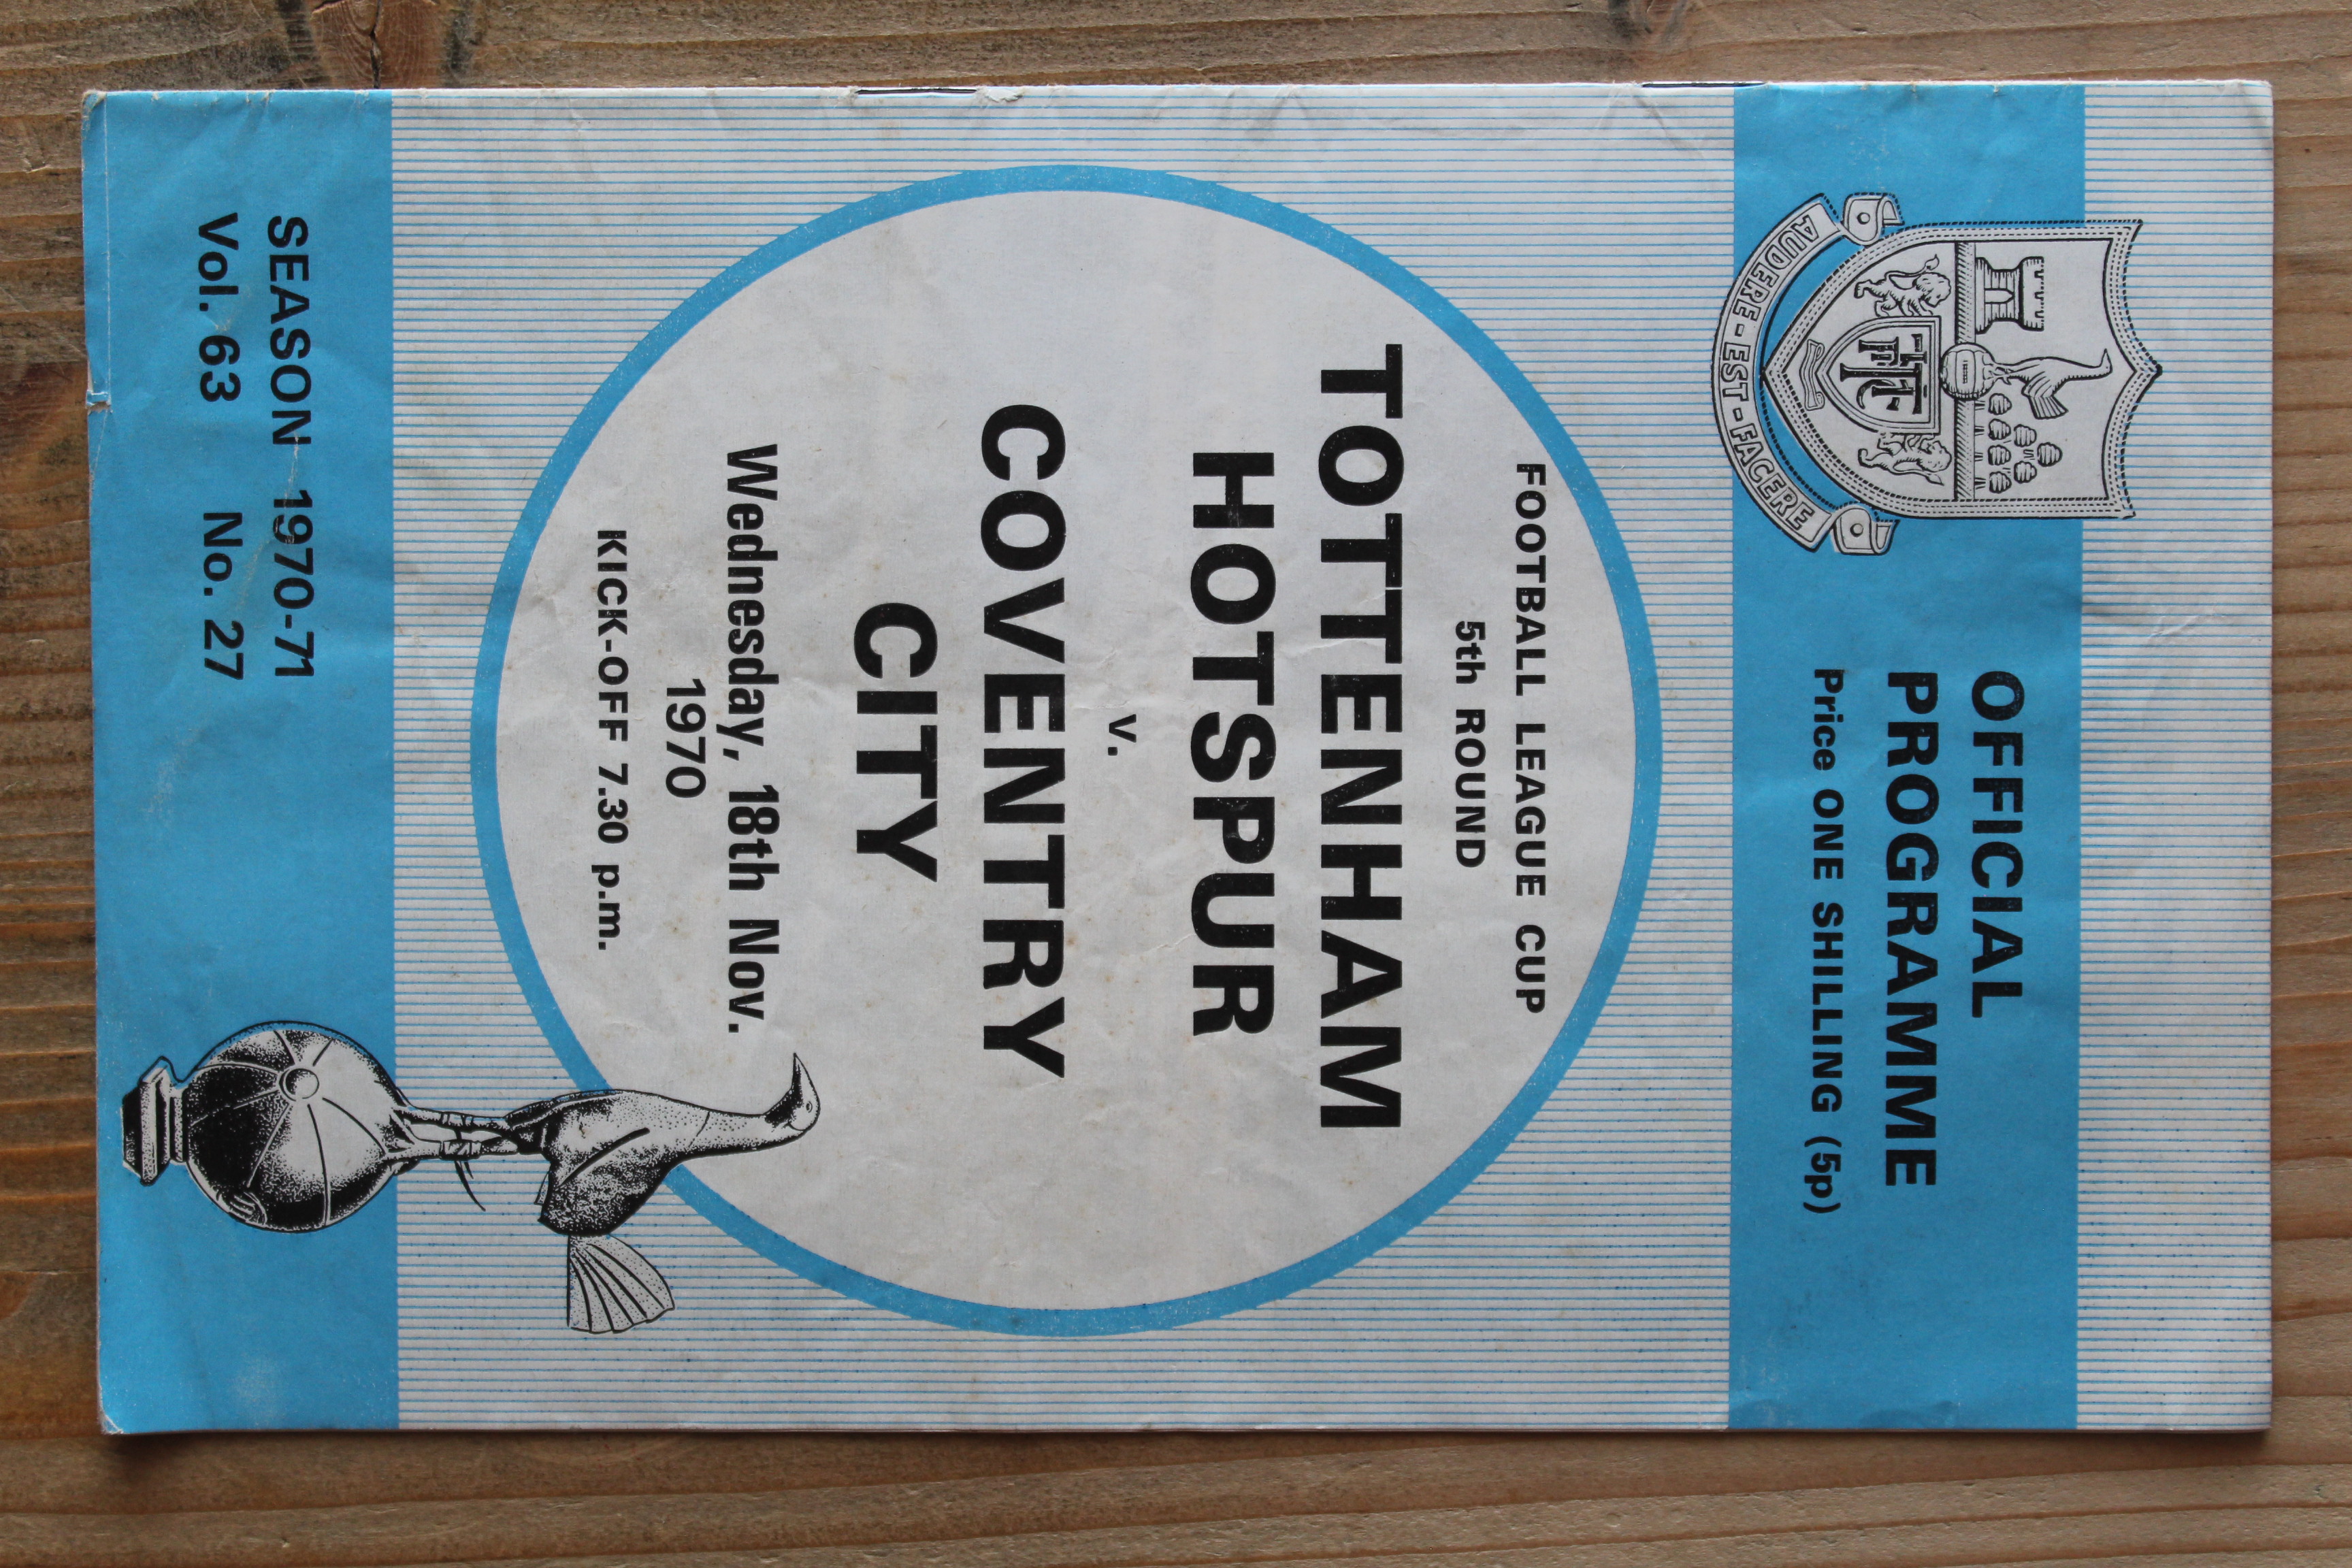 OFFICIAL
PROGRAMME
Price ONE SHILLING (5p)
AUDERE - EST - FACERE
FOOTBALL LEAGUE CUP
5th ROUND
TOTTENHAM
HOTSPUR
v.
COVENTRY
CITY
Wednesday, 18th Nov.
1970
KICK-OFF 7.30 p.m.
SEASON 1970-71
Vol. 63 No. 27